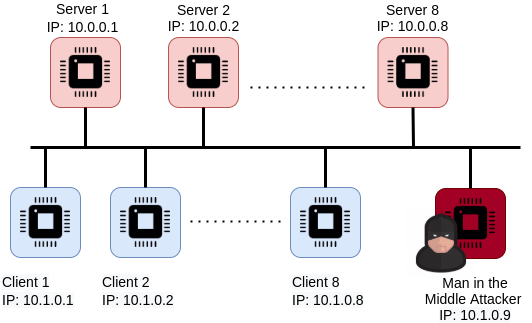 Server 1
IP: 10.0.0.1
Server 2
IP: 10.0.0.2
Server 8
IP: 10.0.0.8
Client 1
IP: 10.1.0.1
Client 2
IP: 10.1.0.2
Client 8
IP: 10.1.0.8
Man in the
Middle Attacker
IP: 10.1.0.9